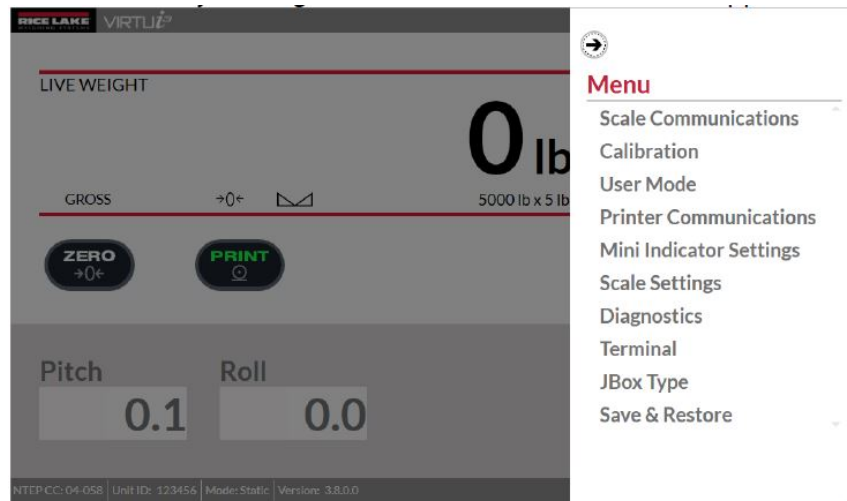 RICE LAKE
WEIGHING SYSTEMS
VIRTUi³
LIVE WEIGHT
0 lb
GROSS →0← 5000 lb x 5 lb
ZERO
→0←
PRINT
Pitch Roll
0.1 0.0
NTEP CC: 04-058 Unit ID: 123456 Mode: Static Version: 3.8.0.0
Menu
Scale Communications
Calibration
User Mode
Printer Communications
Mini Indicator Settings
Scale Settings
Diagnostics
Terminal
JBox Type
Save & Restore